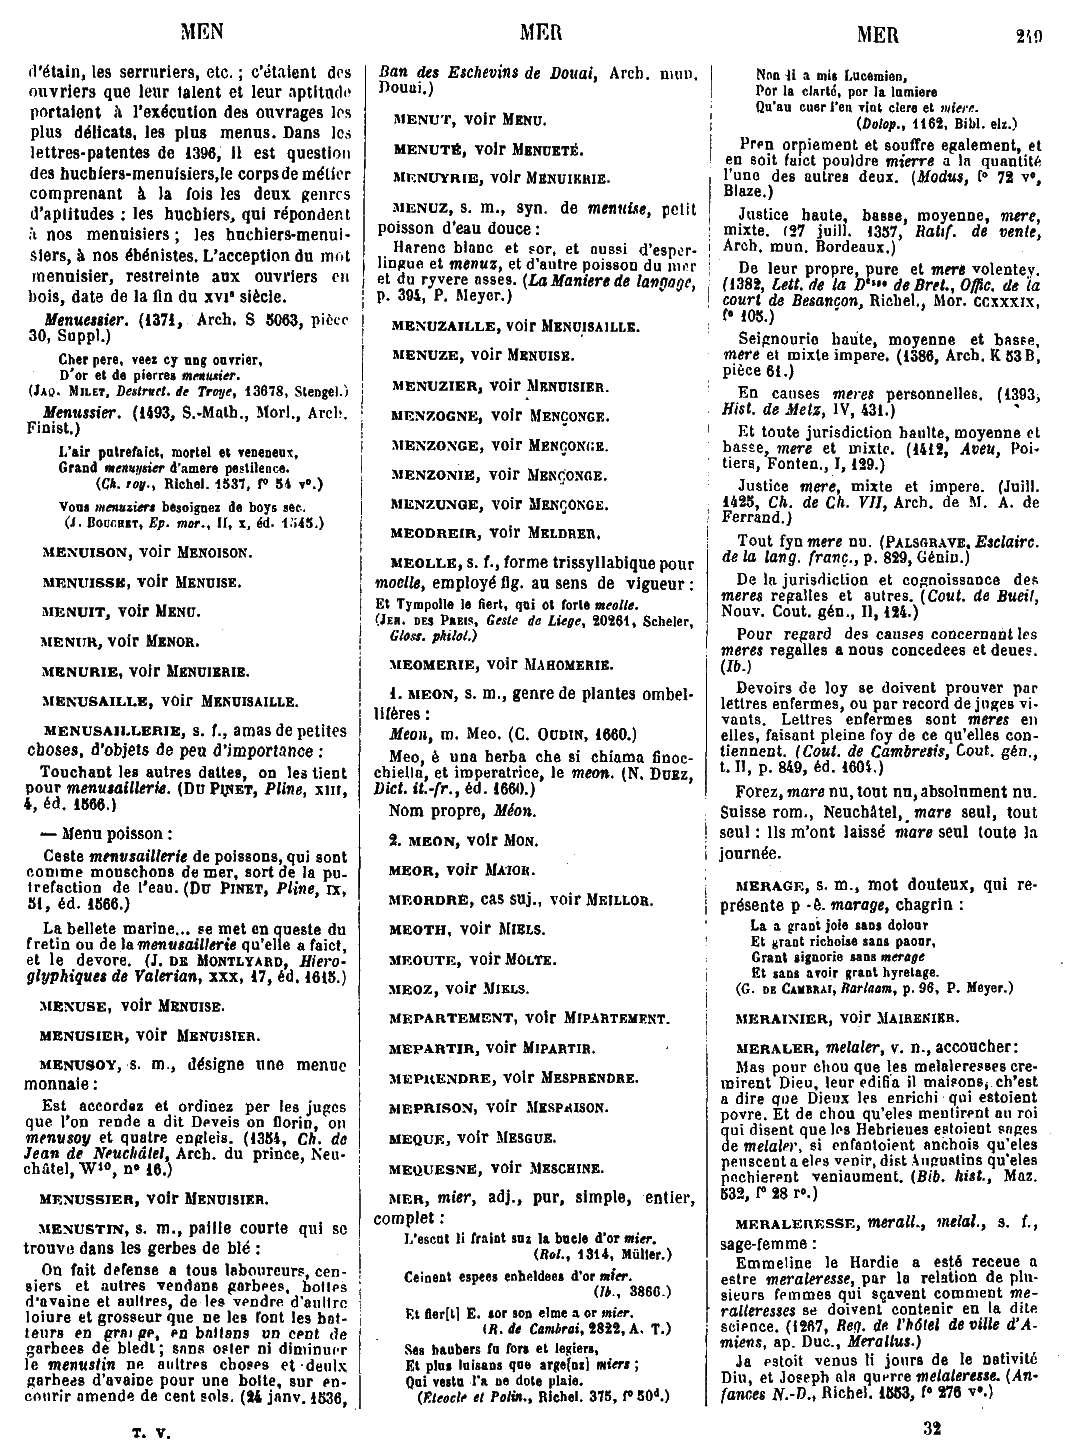 MEN
MER
MER
249
d'étain, les serruriers, etc. ; c'étaient des
ouvriers que leur talent et leur aptitude
portaient à l'exécution des ouvrages les
plus délicats, les plus menus. Dans les
lettres-patentes de 1396, il est question
des huchiers-menuisiers, le corps de métier
comprenant à la fois les deux genres
d'aptitudes : les huchiers, qui répondent
à nos menuisiers ; les huchiers-menui-
siers, à nos ébénistes. L'acception du mot
menuisier, restreinte aux ouvriers en
bois, date de la fin du XVIe siècle.
Menuessier. (1371, Arch. S 5063, pièce
30, Suppl.)
Cher pere, veez cy ung ouvrier,
D'or et de pierres menusier.
(JAQ. MILET, Destruct. de Troye, 13678, Stengel.)
Menussier. (1493, S.-Math., Morl., Arch.
Finist.)
L'air putrefaict, mortel et veneneux,
Grand menuysier d'amere pestilence.
(Ch. roy., Richel. 1537, f° 54 v°.)
Vous menuziers besoignez de boys sec.
(J. BOUCHET, Ep. mor., II, X, éd. 1545.)
MENUISON, voir MENOISON.
MENUISSE, voir MENUISE.
MENUIT, voir MENU.
MENUR, voir MENOR.
MENURIE, voir MENUIERIE.
MENUSAILLE, voir MENUISAILLE.
MENUSAILLERIE, s. f., amas de petites
choses, d'objets de peu d'importance :
Touchant les autres dattes, on les tient
pour menusaillerie. (DU PINET, Pline, XIII,
4, éd. 1566.)
— Menu poisson :
Ceste menusaillerie de poissons, qui sont
comme mouschons de mer, sort de la pu-
trefaction de l'eau. (DU PINET, Pline, IX,
51, éd. 1566.)
La bellete marine... se met en queste du
fretin ou de la menusaillerie qu'elle a faict,
et le devore. (J. DE MONTLYARD, Hiero-
glyphiques de Valerian, XXX, 17, éd. 1615.)
MENUSE, voir MENUISE.
MENUSIER, voir MENUISIER.
MENUSOY, s. m., désigne une menue
monnaie :
Est accordez et ordinez per les juges
que l'on rende a dit Deveis on florin, on
menusoy et quatre engleis. (1354, Ch. de
Jean de Neuchâtel, Arch. du prince, Neu-
châtel, W10, n° 16.)
MENUSSIER, voir MENUISIER.
MENUSTIN, s. m., paille courte qui se
trouve dans les gerbes de blé :
On fait defense a tous laboureurs, cen-
siers et autres vendans garbees, bottes
d'avaine et aultres, de les vendre d'aultre
loiure et grosseur que ne les font les bat-
teurs en grange, en battans un cent de
garbees de bledt ; sans oster ni diminuer
le menustin ne aultres choses et deulx
garbees d'avaine pour une botte, sur en-
courir amende de cent sols. (24 janv. 1536,
T. V.
Ban des Eschevins de Douai, Arch. mun.
Douai.)
MENUT, voir MENU.
MENUTÉ, voir MENUETÉ.
MENUYRIE, voir MENUIERIE.
MENUZ, s. m., syn. de menuise, petit
poisson d'eau douce :
Harenc blanc et sor, et aussi d'esper-
lingue et menuz, et d'autre poisson du mer
et du ryvere asses. (La Maniere de langage,
p. 394, P. Meyer.)
MENUZAILLE, voir MENUISAILLE.
MENUZE, voir MENUISE.
MENUZIER, voir MENUISIER.
MENZOGNE, voir MENÇONGE.
MENZONGE, voir MENÇONGE.
MENZONIE, voir MENÇONGE.
MENZUNGE, voir MENÇONGE.
MEODREIR, voir MELDRER.
MEOLLE, s. f., forme trissyllabique pour
moelle, employé fig. au sens de vigueur :
Et Tympolle le fiert, qui ot forte meolle.
(JEH. DES PREIS, Geste de Liege, 20261, Scheler,
Gloss. philol.)
MEOMERIE, voir MAHOMERIE.
1. MEON, s. m., genre de plantes ombel-
lifères :
Meon, m. Meo. (C. OUDIN, 1660.)
Meo, è una herba che si chiama finoc-
chiella, et imperatrice, le meon. (N. DUEZ,
Dict. it.-fr., éd. 1660.)
Nom propre, Méon.
2. MEON, voir MON.
MEOR, voir MAIOR.
MEORDRE, cas suj., voir MEILLOR.
MEOTH, voir MIELS.
MEOUTE, voir MOLTE.
MEOZ, voir MIELS.
MEPARTEMENT, voir MIPARTEMENT.
MEPARTIR, voir MIPARTIR.
MEPRENDRE, voir MESPRENDRE.
MEPRISON, voir MESPRISON.
MEQUE, voir MESGUE.
MEQUESNE, voir MESCHINE.
MER, mier, adj., pur, simple, entier,
complet :
L'escut li fraint suz la bucle d'or mier.
(Rol., 1314, Müller.)
Ceinent espees enheldees d'or mier.
(Ib., 3866.)
Et fier[t] E. sor son elme a or mier.
(R. de Cambrai, 2822, A. T.)
Ses haubers fu fors et legiers,
Et plus luisans que arge[nz] miers ;
Qui vestu l'a ne dote plaie.
(Eteocle et Polin., Richel. 375, f° 50d.)
Non li a mis Lucemien,
Por la clarté, por la lumiere
Qu'au cuer l'en vint clere et miere.
(Dolop., 1162, Bibl. elz.)
Pren orpiement et souffre egalement, et
en soit faict pouldre mierre a la quantité
l'une des autres deux. (Modus, f° 72 v°,
Blaze.)
Justice haute, basse, moyenne, mere,
mixte. (27 juill. 1357, Ratif. de vente,
Arch. mun. Bordeaux.)
De leur propre, pure et mere volentey.
(1382, Lett. de la Dsse de Bret., Offic. de la
court de Besançon, Richel., Mor. CCXXXIX,
f° 105.)
Seignourie haute, moyenne et basse,
mere et mixte impere. (1386, Arch. K 53 B,
pièce 61.)
En causes meres personnelles. (1393,
Hist. de Metz, IV, 431.)
Et toute jurisdiction haulte, moyenne et
basse, mere et mixte. (1412, Aveu, Poi-
tiers, Fonten., I, 129.)
Justice mere, mixte et impere. (Juill.
1425, Ch. de Ch. VII, Arch. de M. A. de
Ferrand.)
Tout fyn mere nu. (PALSGRAVE, Esclairc.
de la lang. franç., p. 829, Génin.)
De la jurisdiction et cognoissance des
meres regalles et autres. (Cout. de Bueil,
Nouv. Cout. gén., II, 124.)
Pour regard des causes concernant les
meres regalles a nous concedees et deues.
(Ib.)
Devoirs de loy se doivent prouver par
lettres enfermes, ou par record de juges vi-
vants. Lettres enfermes sont meres en
elles, faisant pleine foy de ce qu'elles con-
tiennent. (Cout. de Cambresis, Cout. gén.,
t. II, p. 849, éd. 1604.)
Forez, mare nu, tout nu, absolument nu.
Suisse rom., Neuchâtel, mare seul, tout
seul : Ils m'ont laissé mare seul toute la
journée.
MERAGE, s. m., mot douteux, qui re-
présente p.-ê. marage, chagrin :
La a grant joie sans dolour
Et grant richoise sans paour,
Grant signorie sans merage
Et sans avoir grant hyretage.
(G. DE CAMBRAI, Barlaam, p. 96, P. Meyer.)
MERAINIER, voir MAIRENIER.
MERALER, melaler, v. n., accoucher :
Mas pour chou que les melaleresses cre-
mirent Dieu, leur edifia il maisons, ch'est
a dire que Dieux les enrichi qui estoient
povre. Et de chou qu'eles mentirent au roi
qui disent que les Hebrieues estoient sages
de melaler, si enfantoient anchois qu'eles
peuscent a eles venir, dist Augustins qu'eles
pechierent veniaument. (Bib. hist., Maz.
532, f° 28 r°.)
MERALERESSE, merall., melal., s. f.,
sage-femme :
Emmeline le Hardie a esté receue a
estre meraleresse, par la relation de plu-
sieurs femmes qui sçavent comment me-
ralleresses se doivent contenir en la dite
science. (1267, Reg. de l'hôtel de ville d'A-
miens, ap. Duc., Merallus.)
Ja estoit venus li jours de le nativité
Diu, et Joseph ala querre melaleresse. (An-
fances N.-D., Richel. 1553, f° 276 v°.)
32